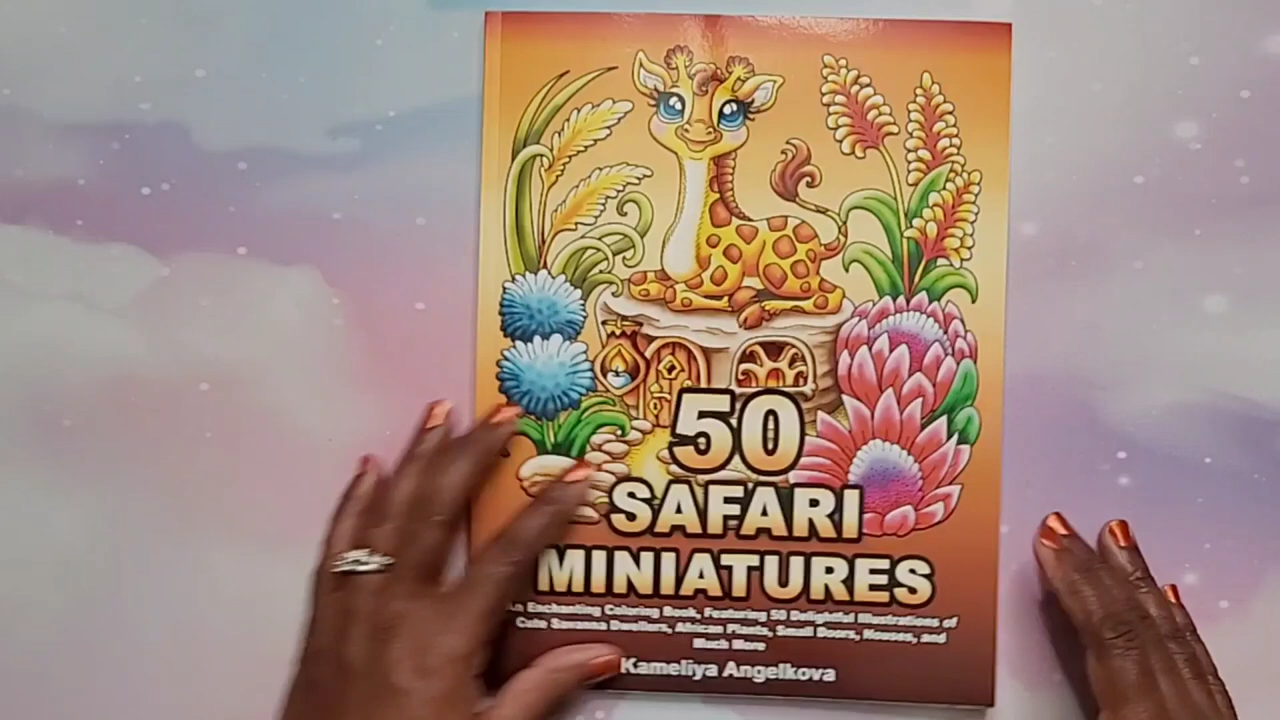 50
SAFARI
MINIATURES
An Enchanting Coloring Book, Featuring 50 Delightful Illustrations of
Cute Savanna Dwellers, African Plants, Small Doors, Houses, and
Much More
Kameliya Angelkova